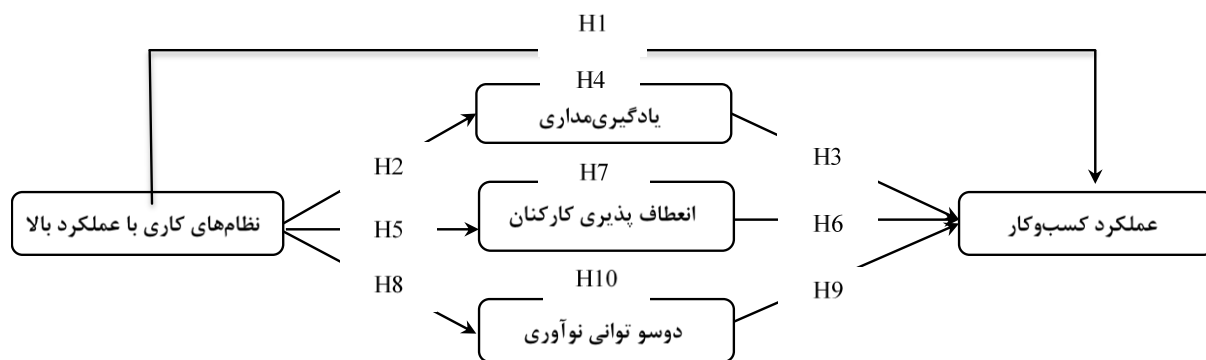 H1
H4
یادگیری‌مداری
H2
H3
H7
نظام‌های کاری با عملکرد بالا
انعطاف پذیری کارکنان
عملکرد کسب‌وکار
H5
H6
H8
H10
H9
دوسو توانی نوآوری